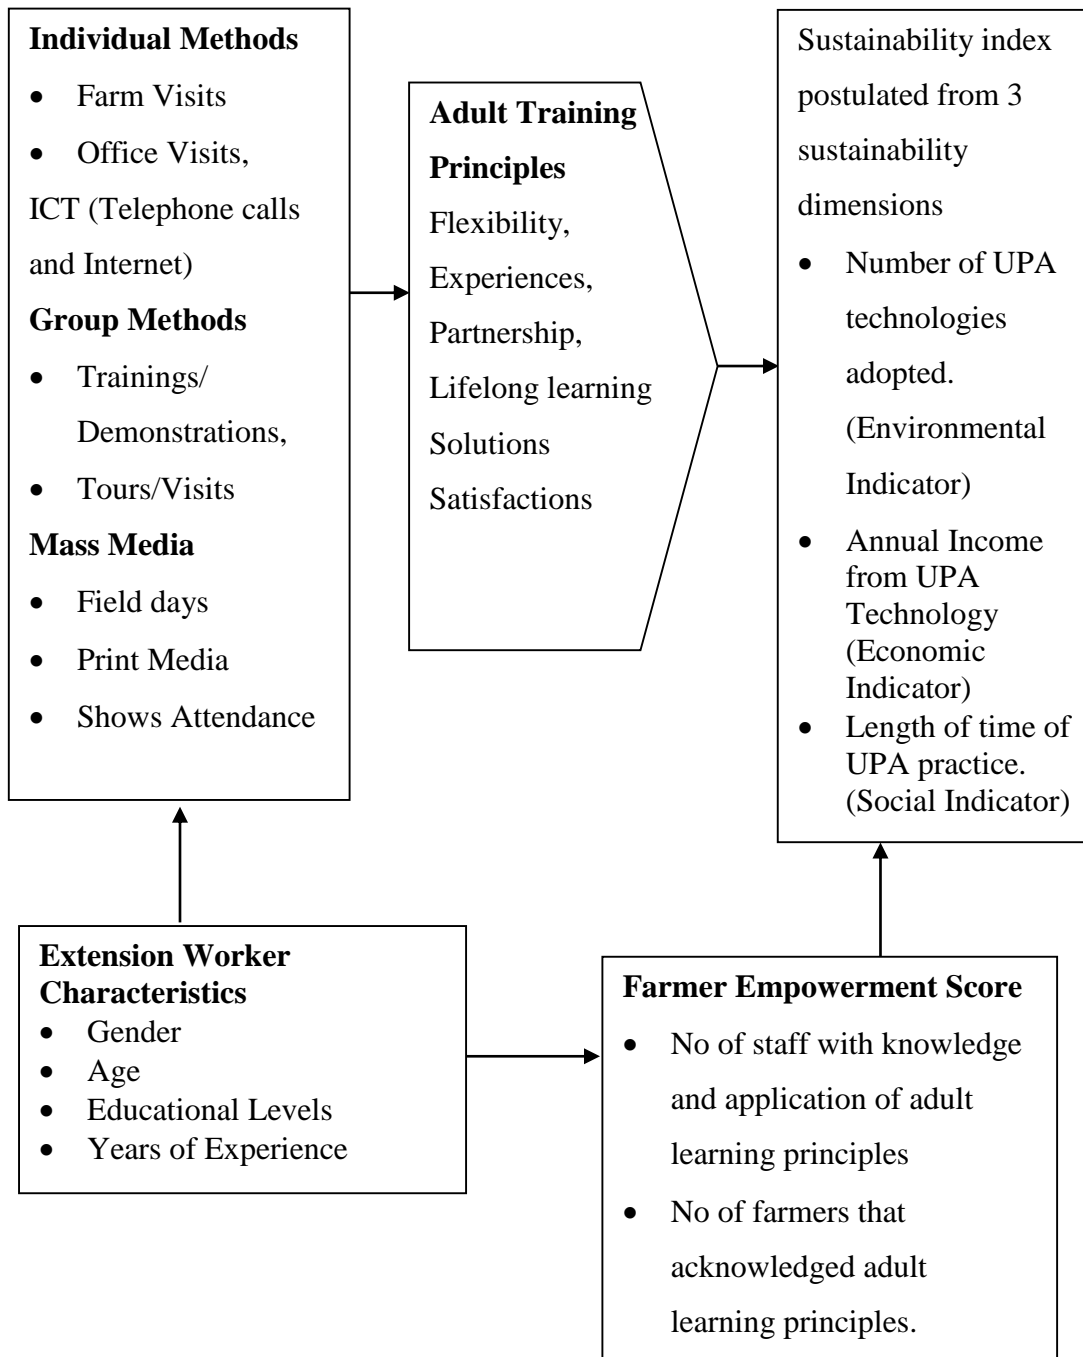 Individual Methods
• Farm Visits
• Office Visits,
ICT (Telephone calls
and Internet)
Group Methods
• Trainings/
Demonstrations,
• Tours/Visits
Mass Media
• Field days
• Print Media
• Shows Attendance
Adult Training
Principles
Flexibility,
Experiences,
Partnership,
Lifelong learning
Solutions
Satisfactions
Sustainability index
postulated from 3
sustainability
dimensions
• Number of UPA
technologies
adopted.
(Environmental
Indicator)
• Annual Income
from UPA
Technology
(Economic
Indicator)
• Length of time of
UPA practice.
(Social Indicator)
Extension Worker
Characteristics
• Gender
• Age
• Educational Levels
• Years of Experience
Farmer Empowerment Score
• No of staff with knowledge
and application of adult
learning principles
• No of farmers that
acknowledged adult
learning principles.